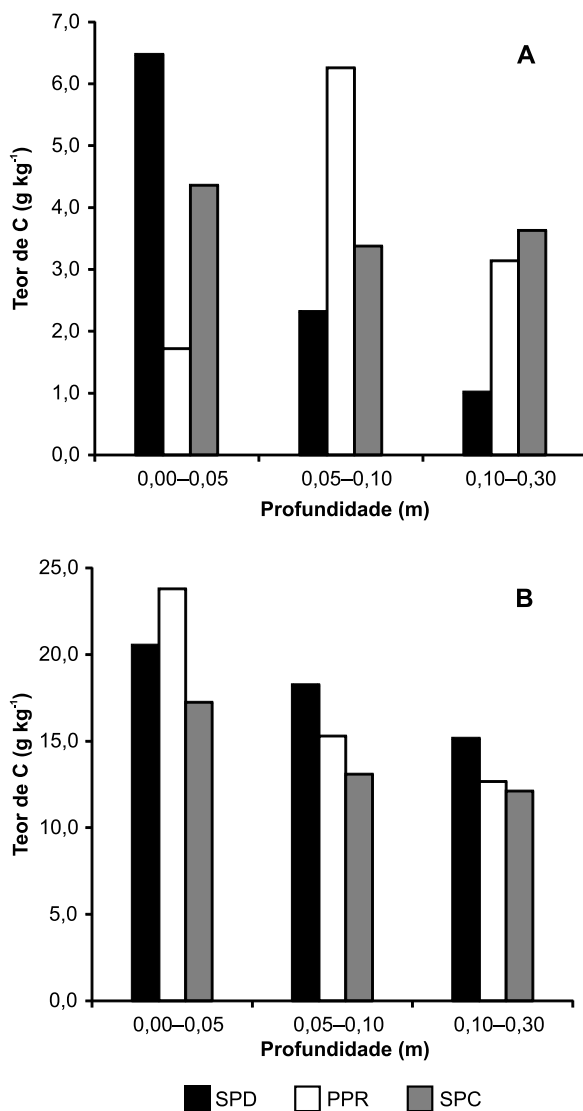 A
Teor de C (g kg⁻¹)
7,0
6,0
5,0
4,0
3,0
2,0
1,0
0,0
0,00–0,05 0,05–0,10 0,10–0,30
Profundidade (m)
B
Teor de C (g kg⁻¹)
25,0
20,0
15,0
10,0
5,0
0,0
0,00–0,05 0,05–0,10 0,10–0,30
Profundidade (m)
SPD PPR SPC